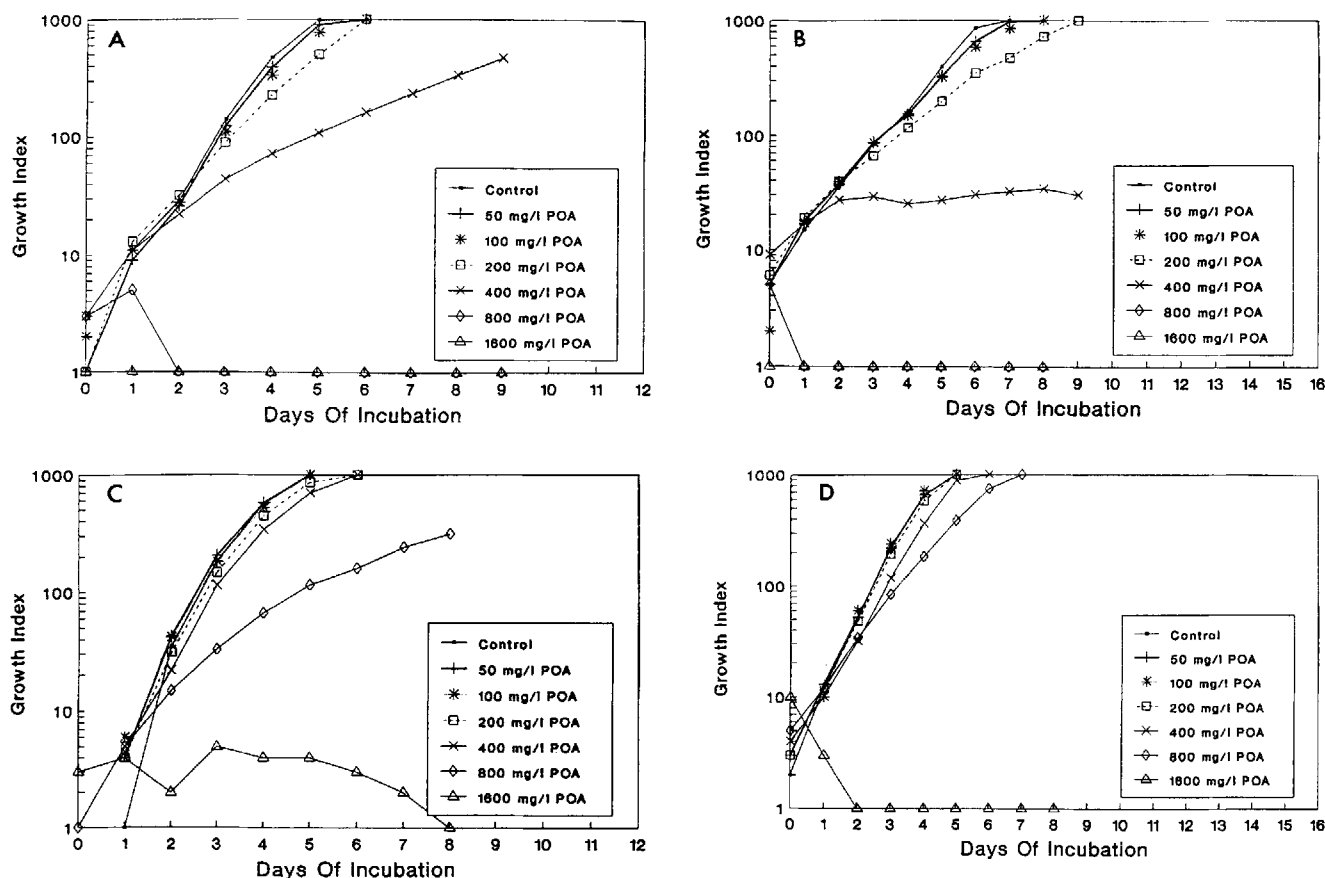 A
1000
100
10
1
Growth Index
0 1 2 3 4 5 6 7 8 9 10 11 12
Days Of Incubation
Control
50 mg/l POA
100 mg/l POA
200 mg/l POA
400 mg/l POA
800 mg/l POA
1600 mg/l POA
B
1000
100
10
1
Growth Index
0 1 2 3 4 5 6 7 8 9 10 11 12 13 14 15 16
Days Of Incubation
Control
50 mg/l POA
100 mg/l POA
200 mg/l POA
400 mg/l POA
800 mg/l POA
1600 mg/l POA
C
1000
100
10
1
Growth Index
0 1 2 3 4 5 6 7 8 9 10 11 12
Days Of Incubation
Control
50 mg/l POA
100 mg/l POA
200 mg/l POA
400 mg/l POA
800 mg/l POA
1600 mg/l POA
D
1000
100
10
1
Growth Index
0 1 2 3 4 5 6 7 8 9 10 11 12 13 14 15 16
Days Of Incubation
Control
50 mg/l POA
100 mg/l POA
200 mg/l POA
400 mg/l POA
800 mg/l POA
1600 mg/l POA